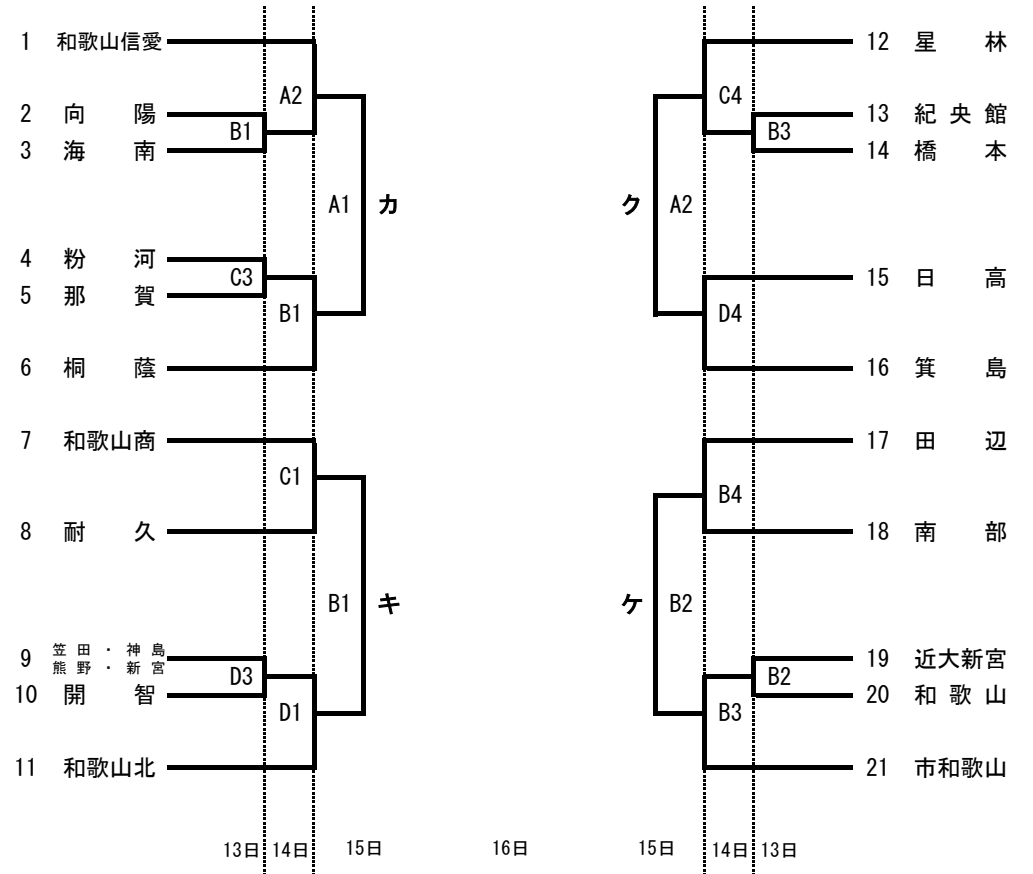 1 和歌山信愛
A2
2 向陽
B1
3 海南
A1 カ
4 粉河
C3
5 那賀
B1
6 桐蔭
7 和歌山商
C1
8 耐久
B1 キ
9 笠田・神島
熊野・新宮
D3
10 開智
D1
11 和歌山北
12 星林
C4
13 紀央館
B3
14 橋本
ク A2
15 日高
D4
16 箕島
17 田辺
B4
18 南部
ケ B2
19 近大新宮
B2
20 和歌山
B3
21 市和歌山
13日 14日 15日 16日 15日 14日 13日